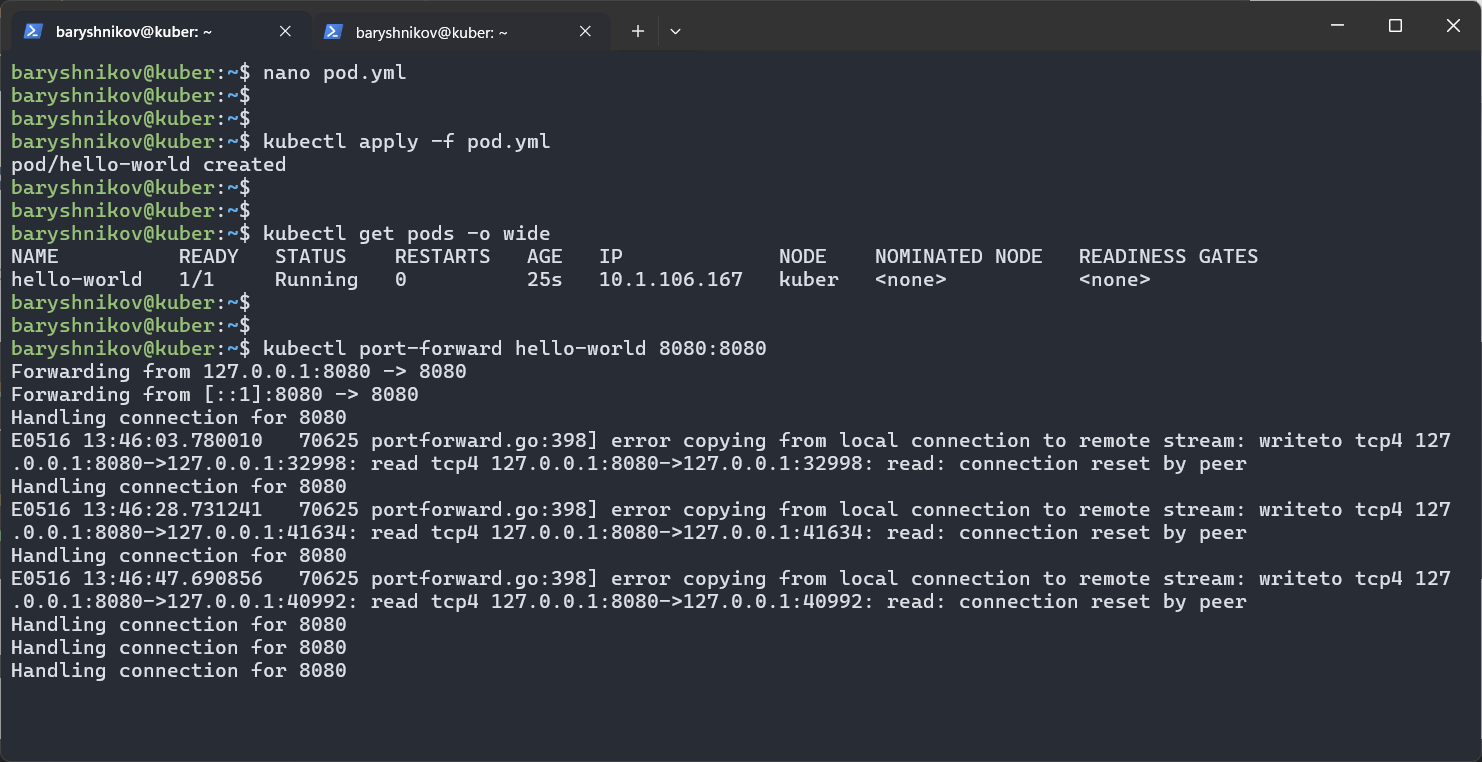 baryshnikov@kuber: ~
baryshnikov@kuber: ~
baryshnikov@kuber:~$ nano pod.yml
baryshnikov@kuber:~$
baryshnikov@kuber:~$
baryshnikov@kuber:~$ kubectl apply -f pod.yml
pod/hello-world created
baryshnikov@kuber:~$
baryshnikov@kuber:~$
baryshnikov@kuber:~$ kubectl get pods -o wide
NAME          READY   STATUS    RESTARTS   AGE   IP             NODE    NOMINATED NODE   READINESS GATES
hello-world   1/1     Running   0          25s   10.1.106.167   kuber   <none>           <none>
baryshnikov@kuber:~$
baryshnikov@kuber:~$
baryshnikov@kuber:~$ kubectl port-forward hello-world 8080:8080
Forwarding from 127.0.0.1:8080 -> 8080
Forwarding from [::1]:8080 -> 8080
Handling connection for 8080
E0516 13:46:03.780010   70625 portforward.go:398] error copying from local connection to remote stream: writeto tcp4 127
.0.0.1:8080->127.0.0.1:32998: read tcp4 127.0.0.1:8080->127.0.0.1:32998: read: connection reset by peer
Handling connection for 8080
E0516 13:46:28.731241   70625 portforward.go:398] error copying from local connection to remote stream: writeto tcp4 127
.0.0.1:8080->127.0.0.1:41634: read tcp4 127.0.0.1:8080->127.0.0.1:41634: read: connection reset by peer
Handling connection for 8080
E0516 13:46:47.690856   70625 portforward.go:398] error copying from local connection to remote stream: writeto tcp4 127
.0.0.1:8080->127.0.0.1:40992: read tcp4 127.0.0.1:8080->127.0.0.1:40992: read: connection reset by peer
Handling connection for 8080
Handling connection for 8080
Handling connection for 8080